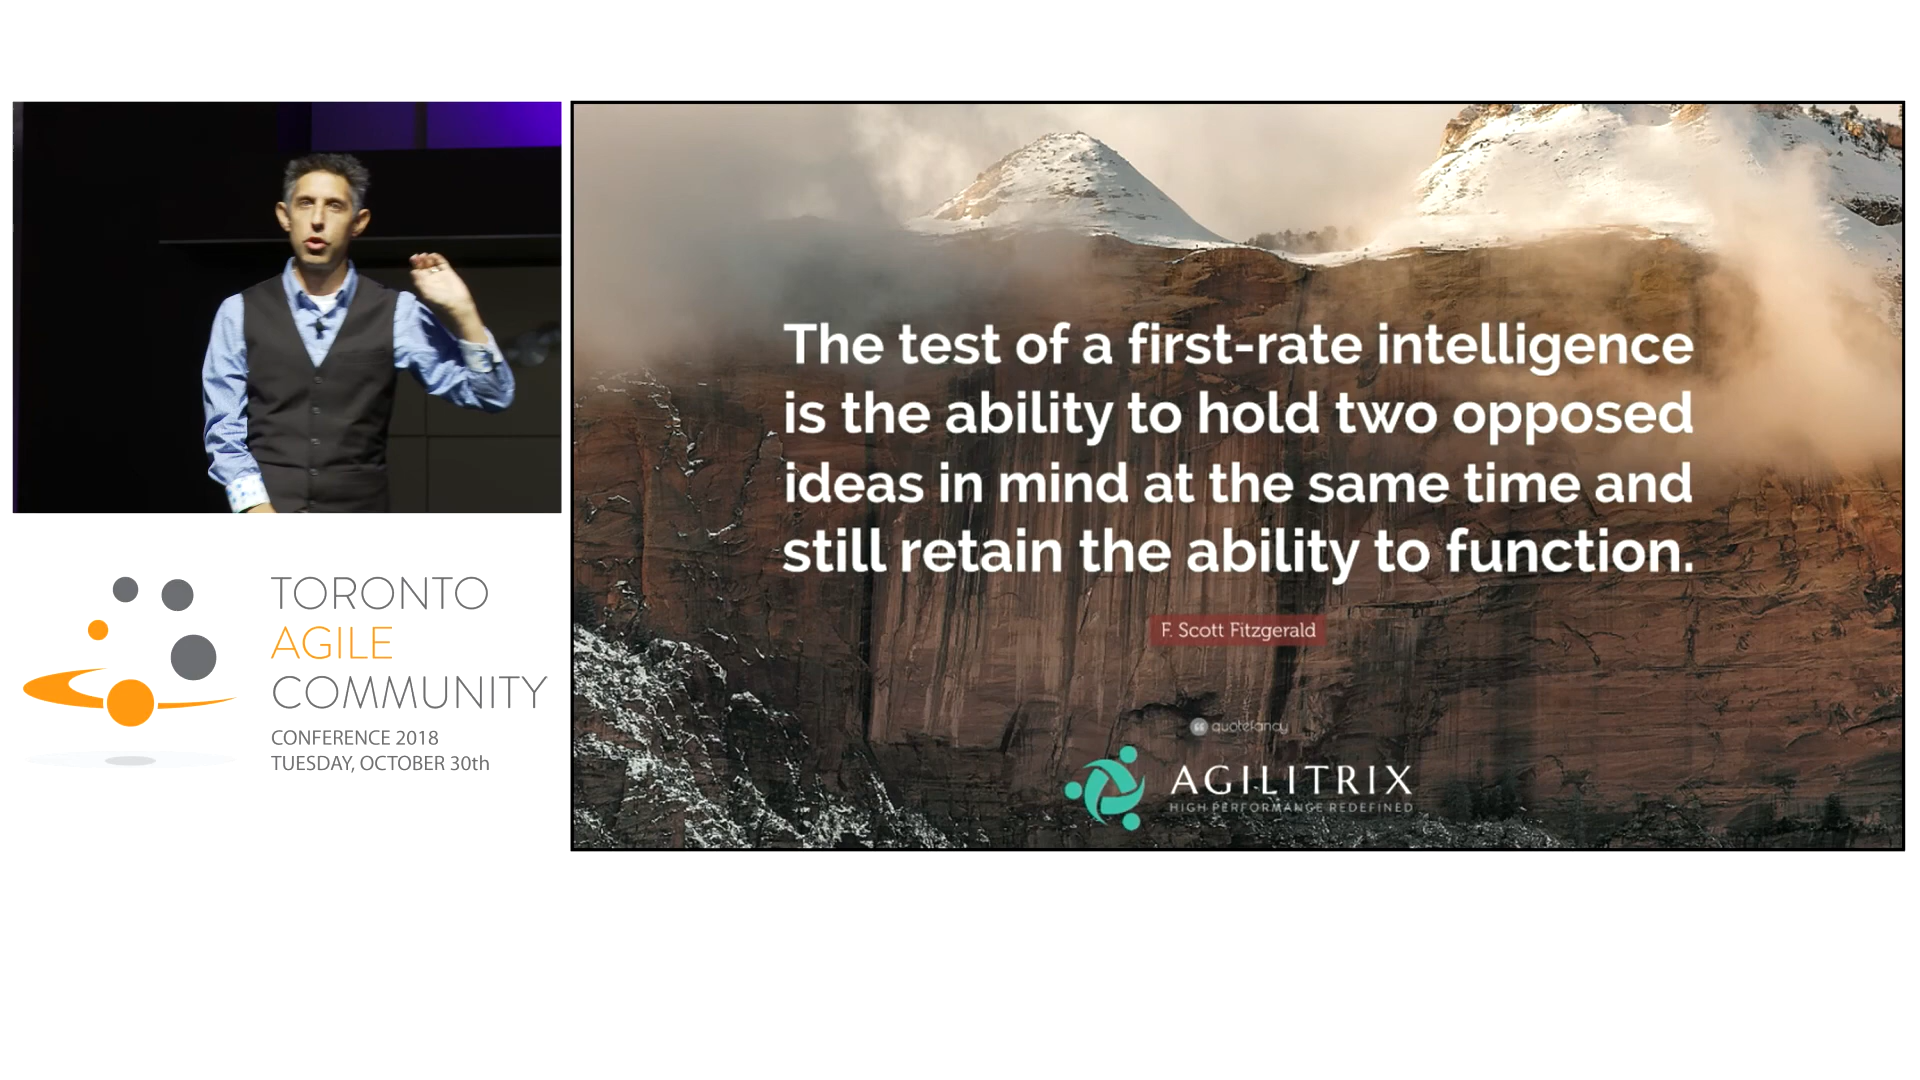 TORONTO
AGILE
COMMUNITY
CONFERENCE 2018
TUESDAY, OCTOBER 30th
The test of a first-rate intelligence
is the ability to hold two opposed
ideas in mind at the same time and
still retain the ability to function.
F. Scott Fitzgerald
quotefancy
AGILITRIX
HIGH PERFORMANCE REDEFINED